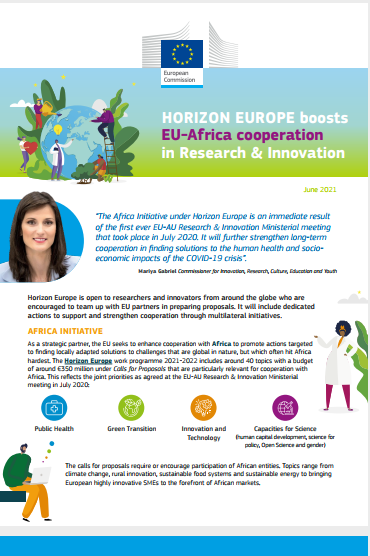 European
Commission
HORIZON EUROPE boosts
EU-Africa cooperation
in Research & Innovation
June 2021
"The Africa Initiative under Horizon Europe is an immediate result
of the first ever EU-AU Research & Innovation Ministerial meeting
that took place in July 2020. It will further strengthen long-term
cooperation in finding solutions to the human health and socio-
economic impacts of the COVID-19 crisis".
Mariya Gabriel Commissioner for Innovation, Research, Culture, Education and Youth
Horizon Europe is open to researchers and innovators from around the globe who are
encouraged to team up with EU partners in preparing proposals. It will include dedicated
actions to support and strengthen cooperation through multilateral initiatives.
AFRICA INITIATIVE
As a strategic partner, the EU seeks to enhance cooperation with Africa to promote actions targeted
to finding locally adapted solutions to challenges that are global in nature, but which often hit Africa
hardest. The Horizon Europe work programme 2021-2022 includes around 40 topics with a budget
of around €350 million under Calls for Proposals that are particularly relevant for cooperation with
Africa. This reflects the joint priorities as agreed at the EU-AU Research & Innovation Ministerial
meeting in July 2020:
Public Health
Green Transition
Innovation and
Technology
Capacities for Science
(human capital development, science for
policy, Open Science and gender)
The calls for proposals require or encourage participation of African entities. Topics range from
climate change, rural innovation, sustainable food systems and sustainable energy to bringing
European highly innovative SMEs to the forefront of African markets.